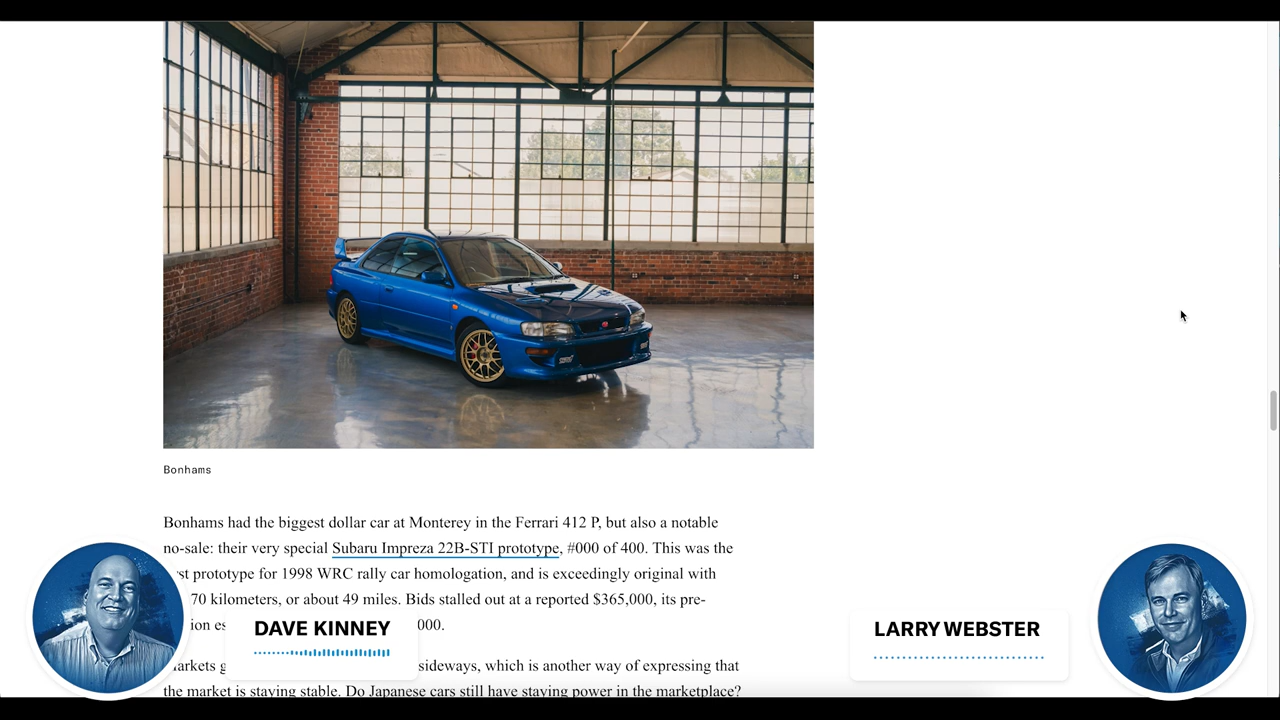 Bonhams
Bonhams had the biggest dollar car at Monterey in the Ferrari 412 P, but also a notable
no-sale: their very special Subaru Impreza 22B-STI prototype, #000 of 400. This was the
prototype for 1998 WRC rally car homologation, and is exceedingly original with
70 kilometers, or about 49 miles. Bids stalled out at a reported $365,000, its pre-
000.
sideways, which is another way of expressing that
the market is staying stable. Do Japanese cars still have staying power in the marketplace?
DAVE KINNEY
LARRY WEBSTER